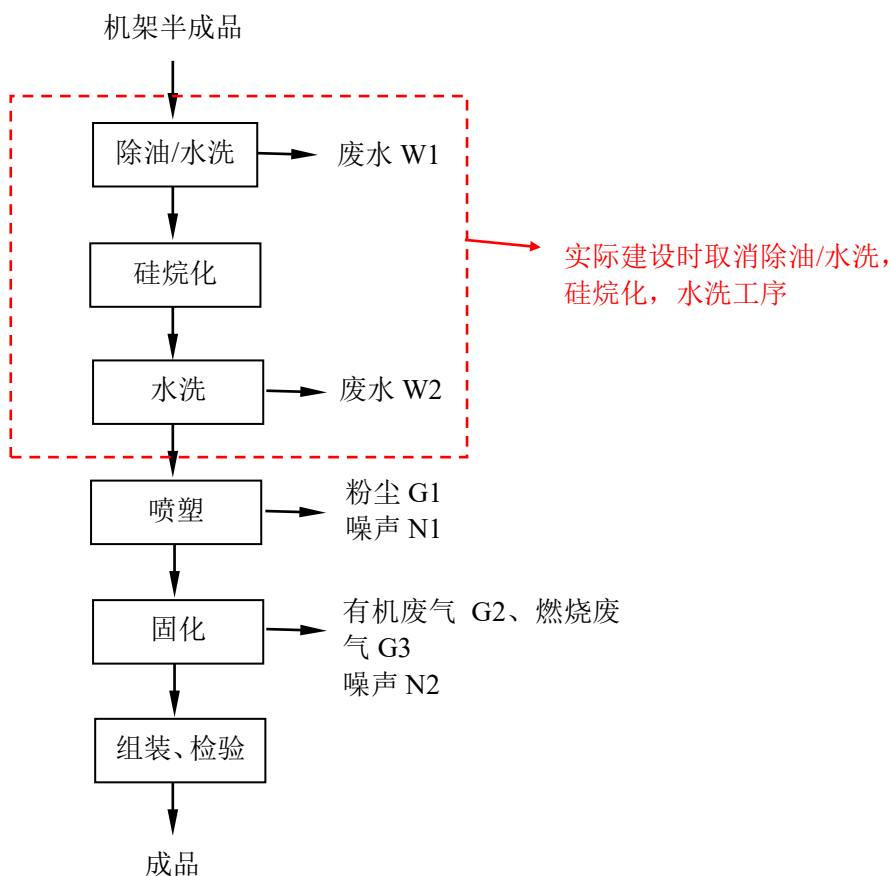 机架半成品
除油/水洗
废水 W1
硅烷化
实际建设时取消除油/水洗，
硅烷化，水洗工序
水洗
废水 W2
喷塑
粉尘 G1
噪声 N1
固化
有机废气 G2、燃烧废
气 G3
噪声 N2
组装、检验
成品